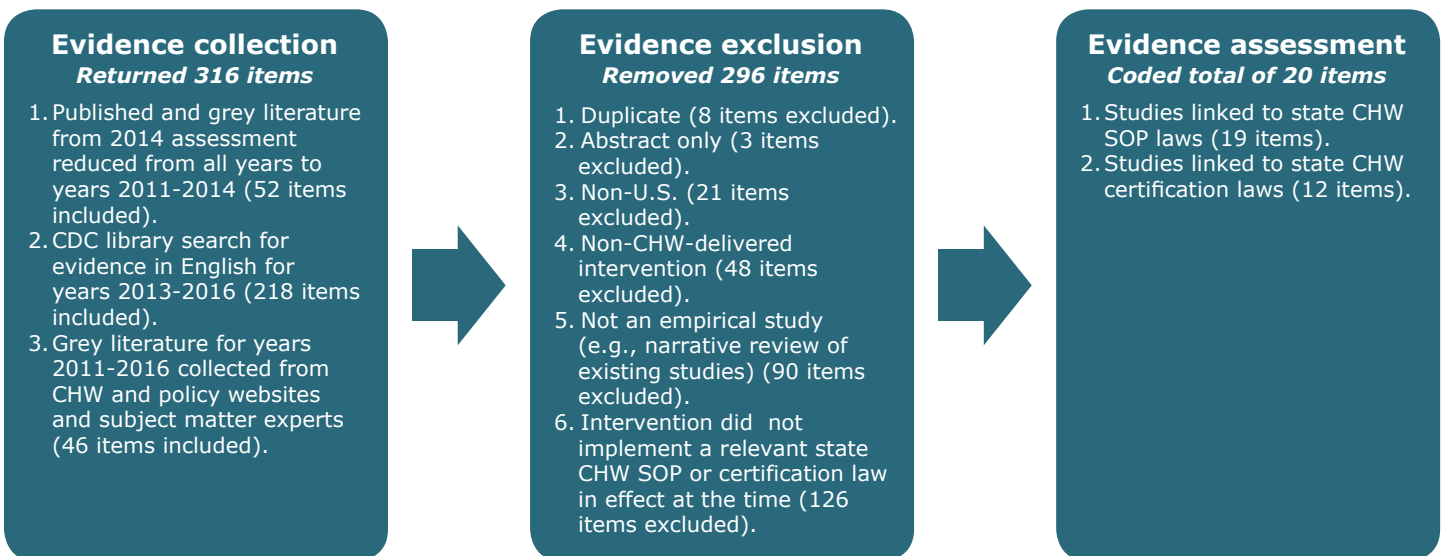 Evidence collection
Returned 316 items
1. Published and grey literature
from 2014 assessment
reduced from all years to
years 2011-2014 (52 items
included).
2. CDC library search for
evidence in English for
years 2013-2016 (218 items
included).
3. Grey literature for years
2011-2016 collected from
CHW and policy websites
and subject matter experts
(46 items included).
Evidence exclusion
Removed 296 items
1. Duplicate (8 items excluded).
2. Abstract only (3 items
excluded).
3. Non-U.S. (21 items
excluded).
4. Non-CHW-delivered
intervention (48 items
excluded).
5. Not an empirical study
(e.g., narrative review of
existing studies) (90 items
excluded).
6. Intervention did not
implement a relevant state
CHW SOP or certification law
in effect at the time (126
items excluded).
Evidence assessment
Coded total of 20 items
1. Studies linked to state CHW
SOP laws (19 items).
2. Studies linked to state CHW
certification laws (12 items).